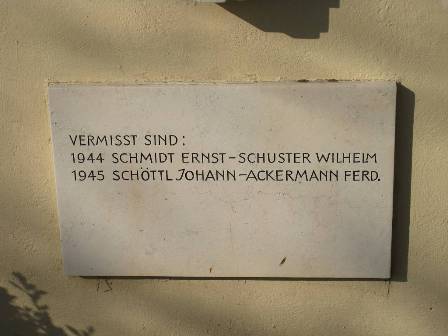 VERMISST SIND:
1944 SCHMIDT ERNST-SCHUSTER WILHELM
1945 SCHÖTTL JOHANN-ACKERMANN FERD.